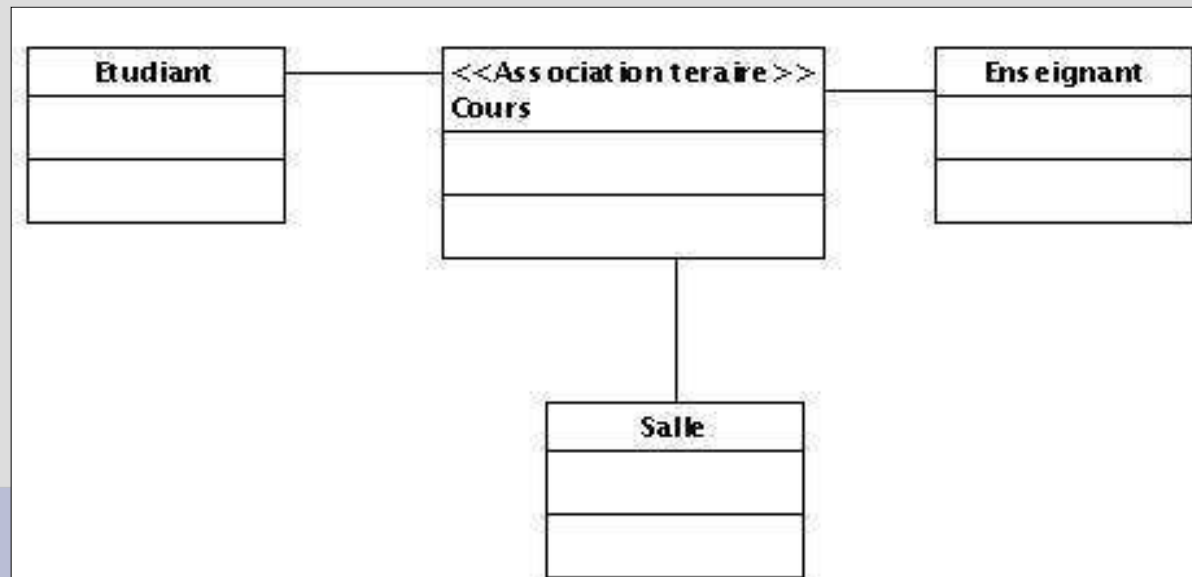 Etudiant
<<Association teraire>>
Cours
Enseignant
Salle